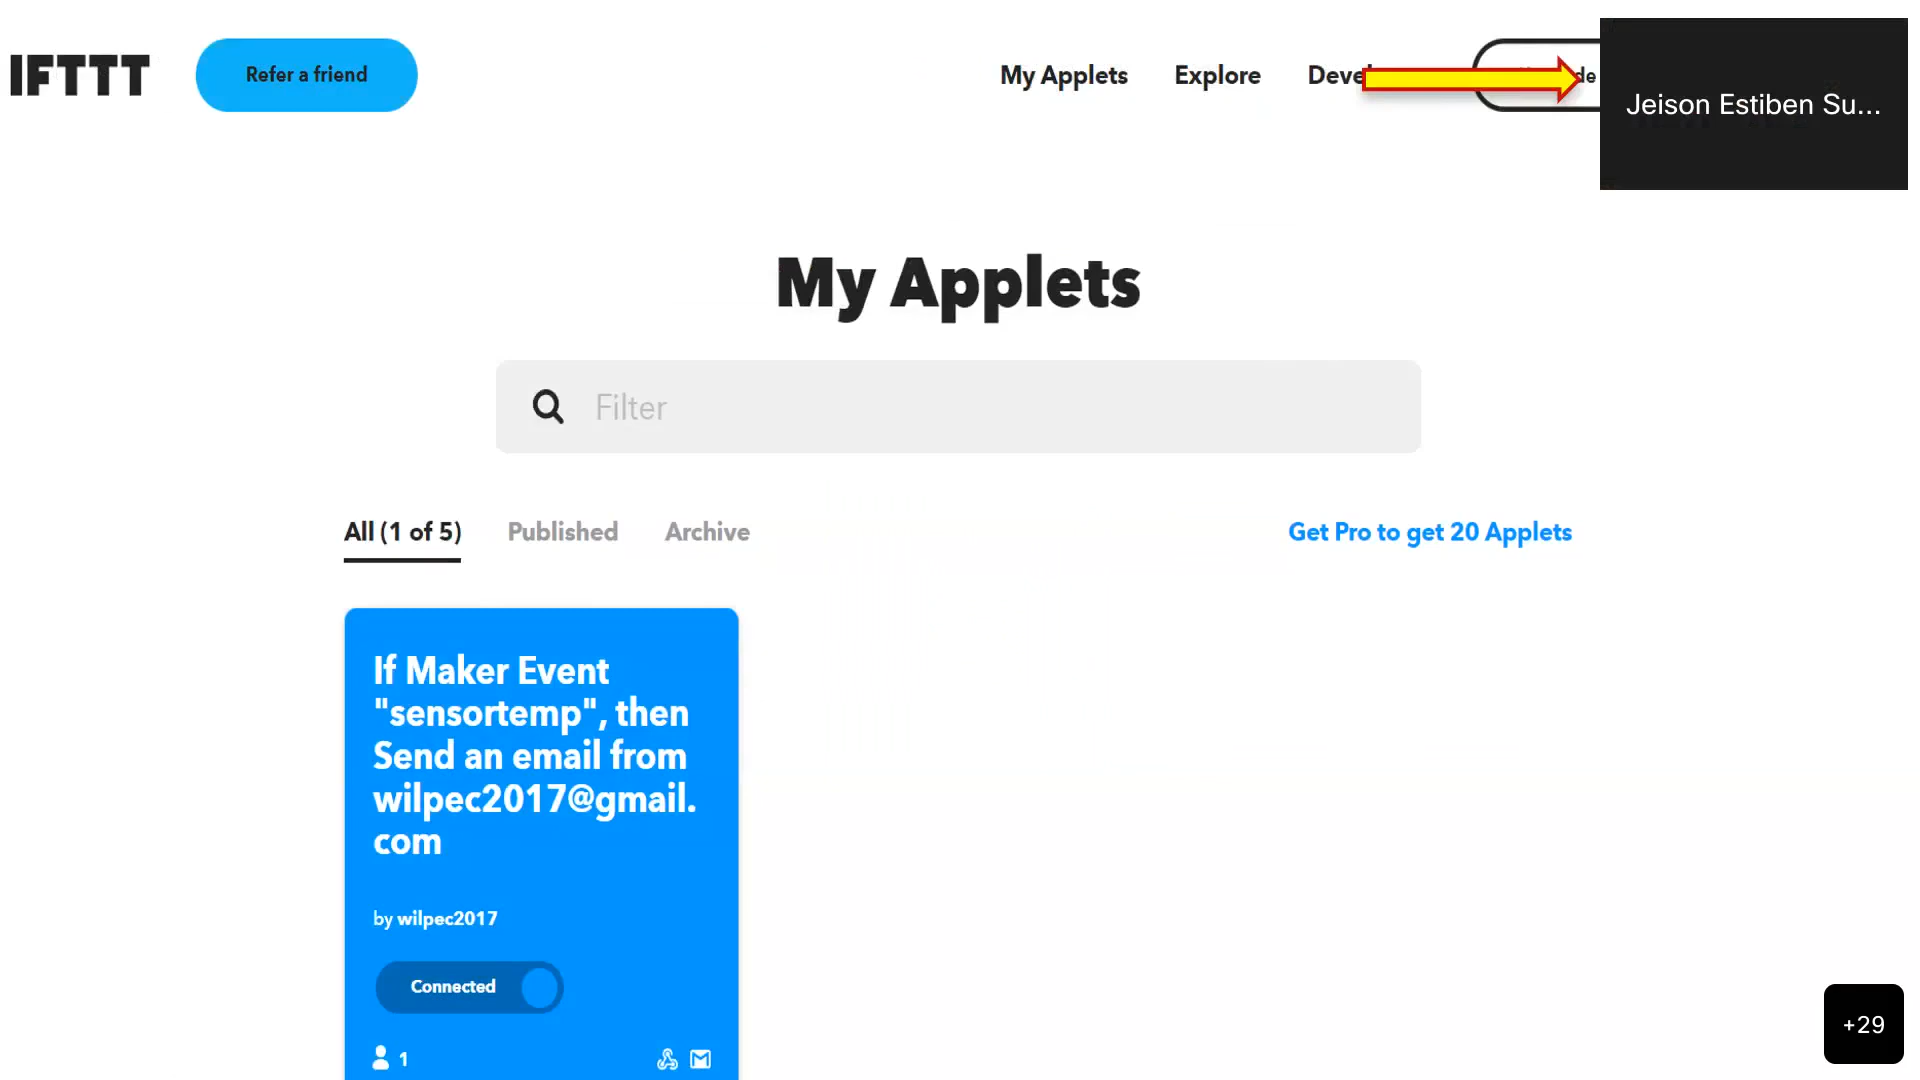 IFTTT
Refer a friend
My Applets
Explore
Jeison Estiben Su...
My Applets
Filter
All (1 of 5)
Published
Archive
Get Pro to get 20 Applets
If Maker Event
"sensortemp", then
Send an email from
wilpec2017@gmail.
com
by wilpec2017
Connected
1
+29